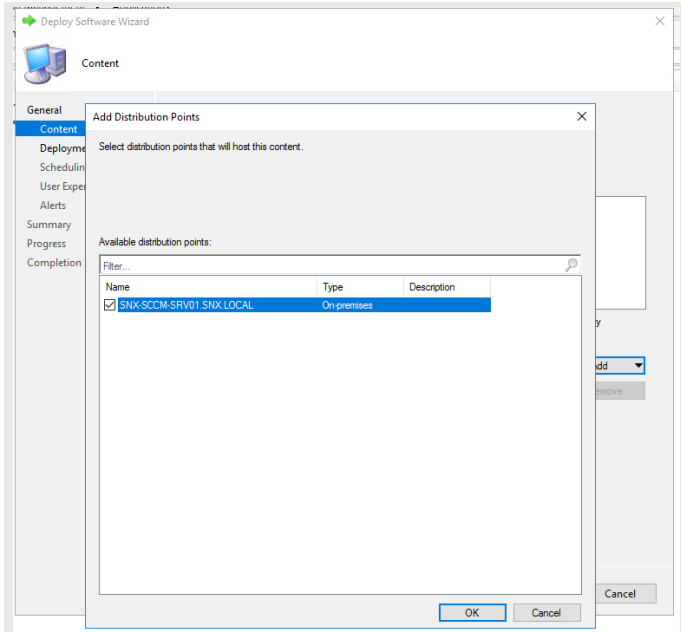 Deploy Software Wizard
Content
General
Content
Deployme
Schedulin
User Exper
Alerts
Summary
Progress
Completion
Add Distribution Points
Select distribution points that will host this content.
Available distribution points:
Filter...
Name Type Description
SNX-SCCM-SRV01.SNX.LOCAL On-premises
OK Cancel
y
dd
emove
Cancel